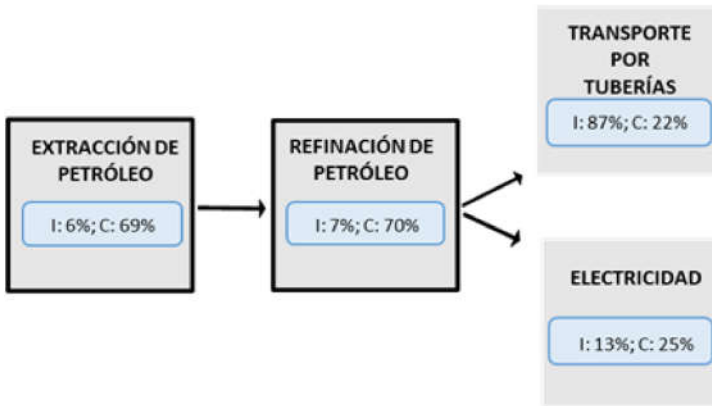 EXTRACCIÓN DE
PETRÓLEO
I: 6%; C: 69%
REFINACIÓN DE
PETRÓLEO
I: 7%; C: 70%
TRANSPORTE
POR
TUBERÍAS
I: 87%; C: 22%
ELECTRICIDAD
I: 13%; C: 25%